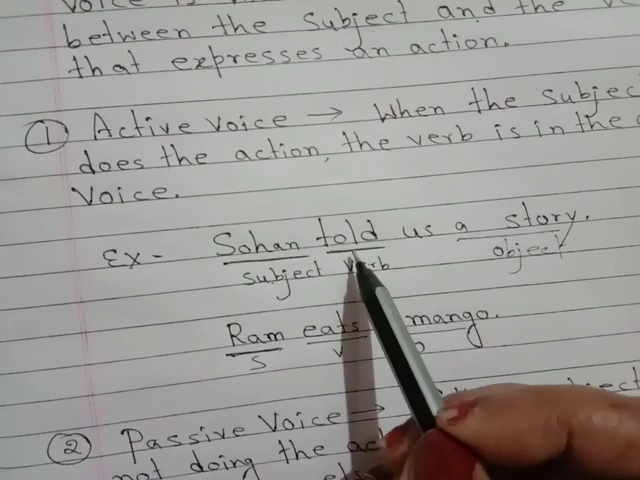 Voice is
between the subject and the
that expresses an action.
① Active Voice → When the subjec
does the action, the verb is in the
Voice.
Ex- Sohan told us a story.
subject verb object
Ram eats mango.
S V O
② Passive Voice →
not doing the